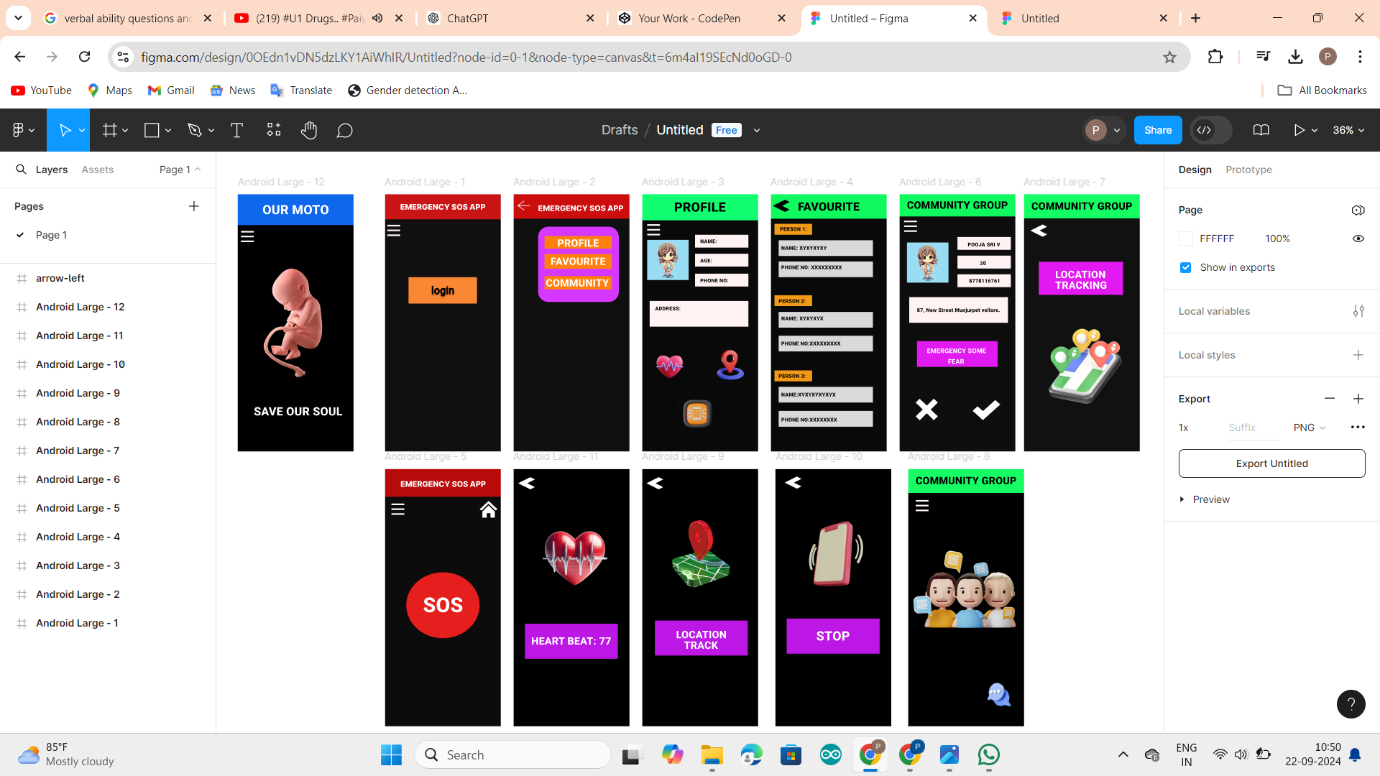 verbal ability questions and
(219) #U1 Drugs.. #Paiy
ChatGPT
Your Work - CodePen
Untitled – Figma
Untitled
figma.com/design/0OEdn1vDN5dzLKY1AiWhIR/Untitled?node-id=0-1&node-type=canvas&t=6m4aI19SEcNd0oGD-0
P
YouTube
Maps
Gmail
News
Translate
Gender detection A...
All Bookmarks
Drafts / Untitled Free
P
Share
36%
Layers
Assets
Page 1
Pages
Page 1
arrow-left
Android Large - 12
Android Large - 11
Android Large - 10
Android Large - 9
Android Large - 8
Android Large - 7
Android Large - 6
Android Large - 5
Android Large - 4
Android Large - 3
Android Large - 2
Android Large - 1
Android Large - 12
OUR MOTO
SAVE OUR SOUL
Android Large - 1
EMERGENCY SOS APP
login
Android Large - 2
EMERGENCY SOS APP
PROFILE
FAVOURITE
COMMUNITY
Android Large - 3
PROFILE
NAME:
AGE:
PHONE NO:
ADDRESS:
Android Large - 4
FAVOURITE
PERSON 1:
NAME: XYXYXYXY
PHONE NO: XXXXXXXXX
PERSON 2:
NAME: XYXYXYX
PHONE NO:XXXXXXXXX
PERSON 3:
NAME:XYXYXYXYXYX
PHONE NO:XXXXXXXX
Android Large - 6
COMMUNITY GROUP
POOJA SRI V
20
8778116761
87, New Street Munjurpet vellore.
EMERGENCY SOME
FEAR
Android Large - 7
COMMUNITY GROUP
LOCATION
TRACKING
Android Large - 5
EMERGENCY SOS APP
SOS
Android Large - 11
HEART BEAT: 77
Android Large - 9
LOCATION
TRACK
Android Large - 10
STOP
Android Large - 8
COMMUNITY GROUP
Design
Prototype
Page
FFFFFF 100%
Show in exports
Local variables
Local styles
Export
1x Suffix PNG
Export Untitled
Preview
?
85°F
Mostly cloudy
Search
P
P
ENG
IN
10:50
22-09-2024